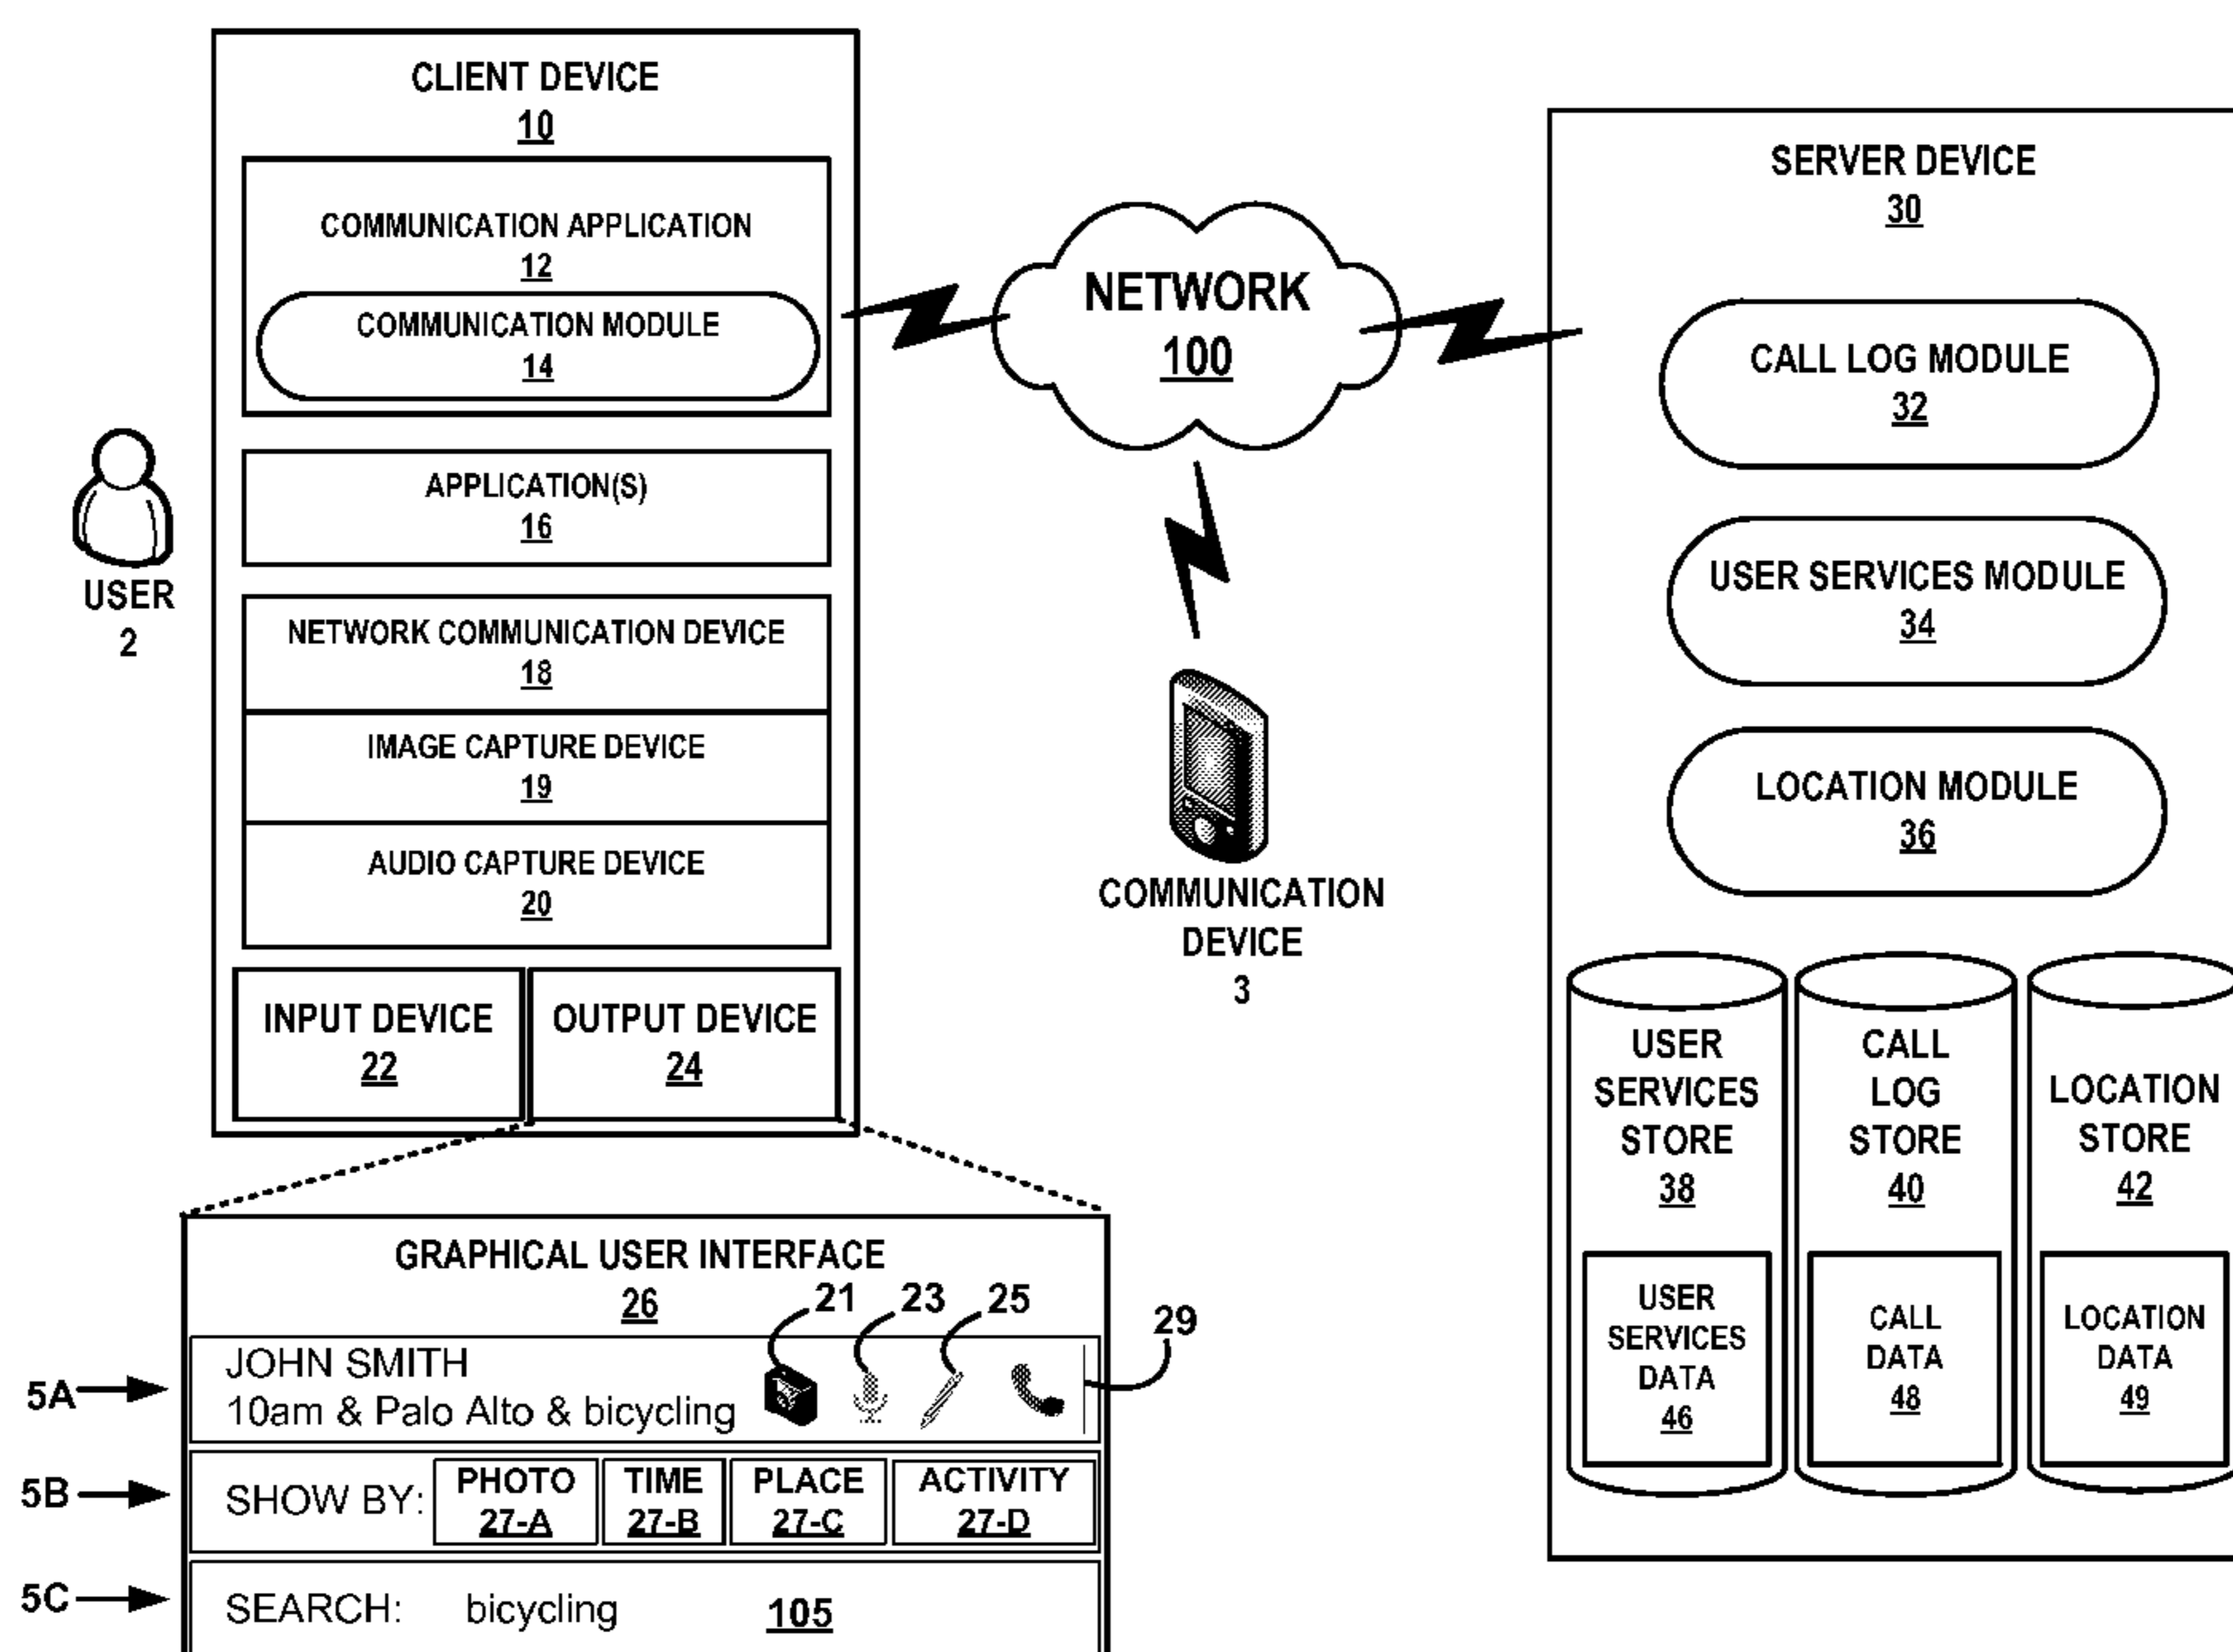 CLIENT DEVICE
10
COMMUNICATION APPLICATION
12
COMMUNICATION MODULE
14
APPLICATION(S)
16
NETWORK COMMUNICATION DEVICE
18
IMAGE CAPTURE DEVICE
19
AUDIO CAPTURE DEVICE
20
INPUT DEVICE
22
OUTPUT DEVICE
24
USER
2
NETWORK
100
COMMUNICATION
DEVICE
3
SERVER DEVICE
30
CALL LOG MODULE
32
USER SERVICES MODULE
34
LOCATION MODULE
36
USER
SERVICES
STORE
38
USER
SERVICES
DATA
46
CALL
LOG
STORE
40
CALL
DATA
48
LOCATION
STORE
42
LOCATION
DATA
49
GRAPHICAL USER INTERFACE
26
21
23
25
29
5A
JOHN SMITH
10am & Palo Alto & bicycling
5B
SHOW BY:
PHOTO
27-A
TIME
27-B
PLACE
27-C
ACTIVITY
27-D
5C
SEARCH: bicycling 105